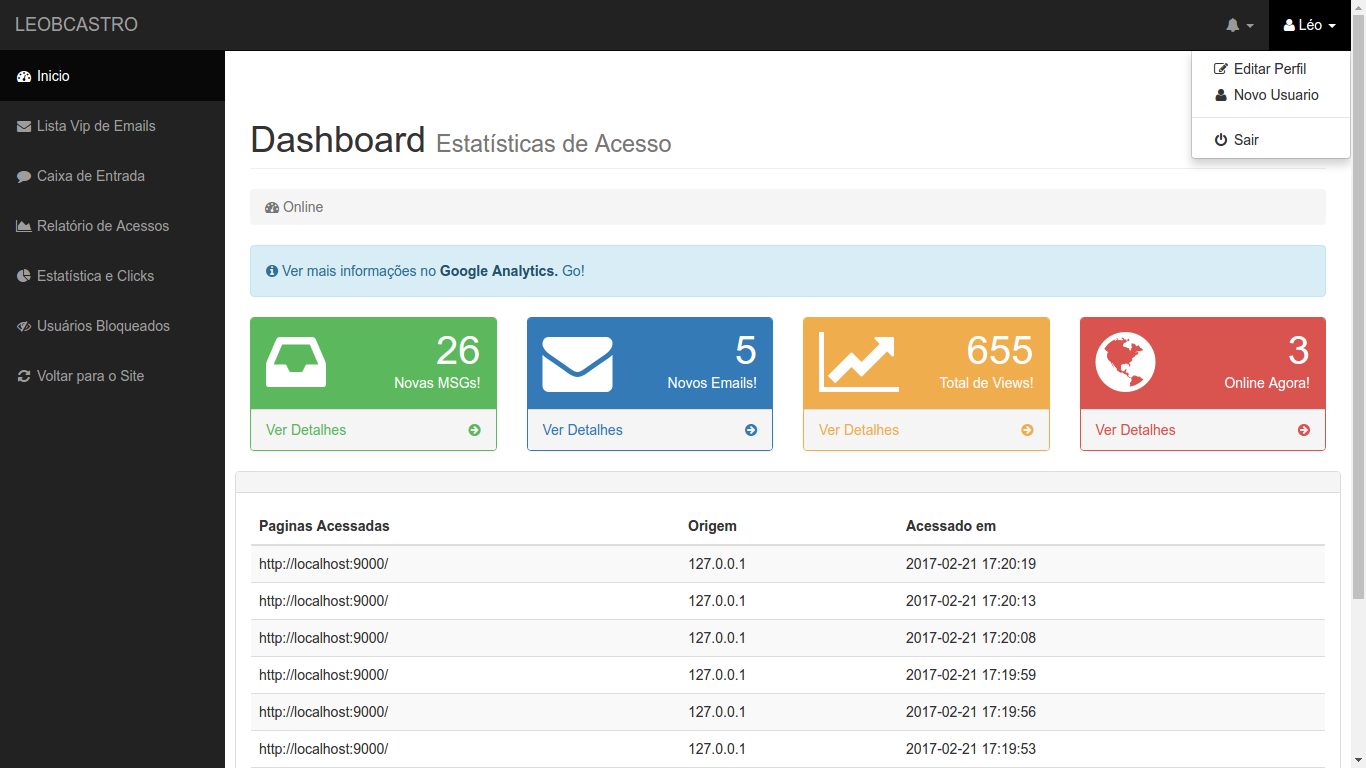 LEOBCASTRO
Léo
Editar Perfil
Novo Usuario
Sair
Inicio
Lista Vip de Emails
Caixa de Entrada
Relatório de Acessos
Estatística e Clicks
Usuários Bloqueados
Voltar para o Site
Dashboard Estatísticas de Acesso
Online
Ver mais informações no Google Analytics. Go!
26
Novas MSGs!
Ver Detalhes
5
Novos Emails!
Ver Detalhes
655
Total de Views!
Ver Detalhes
3
Online Agora!
Ver Detalhes
Paginas Acessadas Origem Acessado em
http://localhost:9000/ 127.0.0.1 2017-02-21 17:20:19
http://localhost:9000/ 127.0.0.1 2017-02-21 17:20:13
http://localhost:9000/ 127.0.0.1 2017-02-21 17:20:08
http://localhost:9000/ 127.0.0.1 2017-02-21 17:19:59
http://localhost:9000/ 127.0.0.1 2017-02-21 17:19:56
http://localhost:9000/ 127.0.0.1 2017-02-21 17:19:53